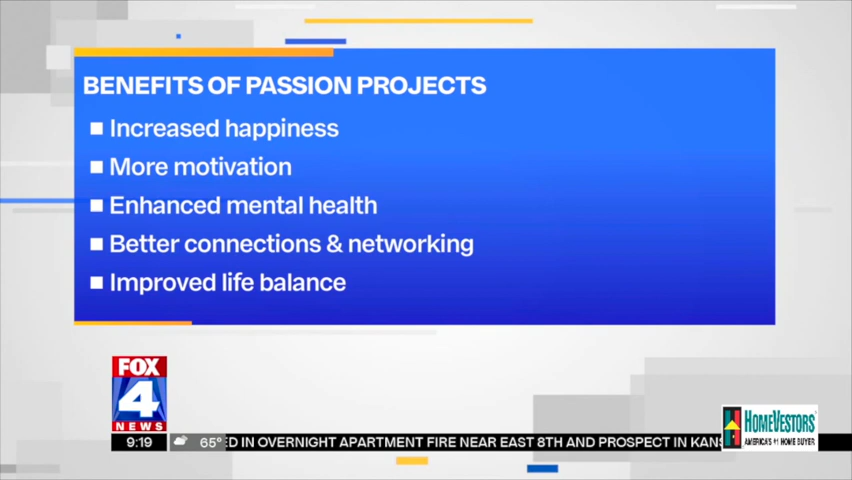 BENEFITS OF PASSION PROJECTS
Increased happiness
More motivation
Enhanced mental health
Better connections & networking
Improved life balance
FOX
4
NEWS
HOMEVESTORS
AMERICA'S #1 HOME BUYER
9:19 65° ED IN OVERNIGHT APARTMENT FIRE NEAR EAST 8TH AND PROSPECT IN KAN